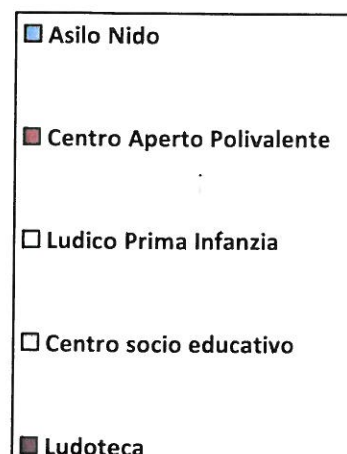 Asilo Nido
Centro Aperto Polivalente
Ludico Prima Infanzia
Centro socio educativo
Ludoteca